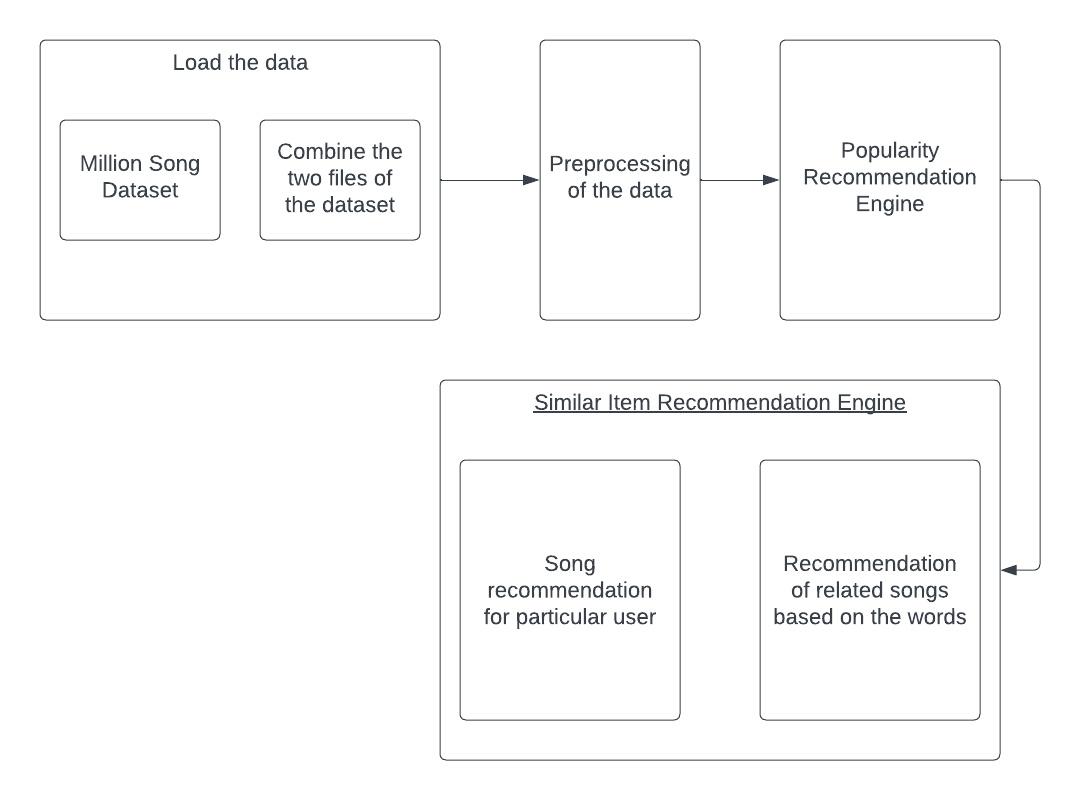 Load the data
Million Song
Dataset
Combine the
two files of
the dataset
Preprocessing
of the data
Popularity
Recommendation
Engine
Similar Item Recommendation Engine
Song
recommendation
for particular user
Recommendation
of related songs
based on the words